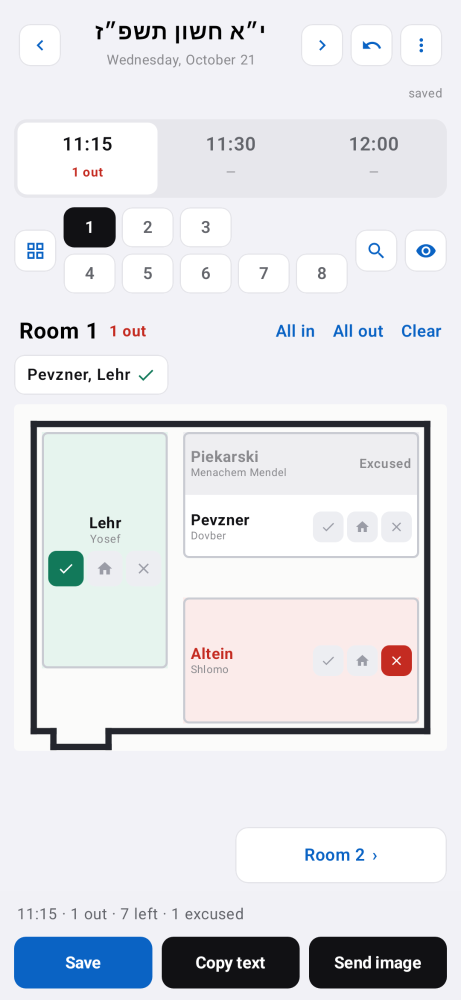 י״א חשוון תשפ״ז
Wednesday, October 21
saved
11:15 11:30 12:00
1 out – –
1 2 3
4 5 6 7 8
Room 1 1 out All in All out Clear
Pevzner, Lehr
Piekarski
Menachem Mendel
Excused
Lehr
Yosef
Pevzner
Dovber
Altein
Shlomo
Room 2 ›
11:15 · 1 out · 7 left · 1 excused
Save Copy text Send image